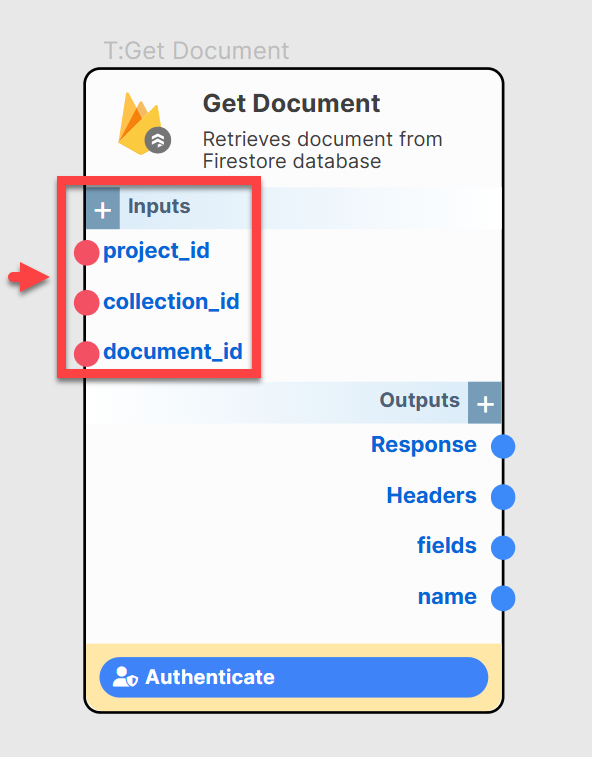 T:Get Document
Get Document
Retrieves document from
Firestore database
+ Inputs
project_id
collection_id
document_id
Outputs +
Response
Headers
fields
name
Authenticate